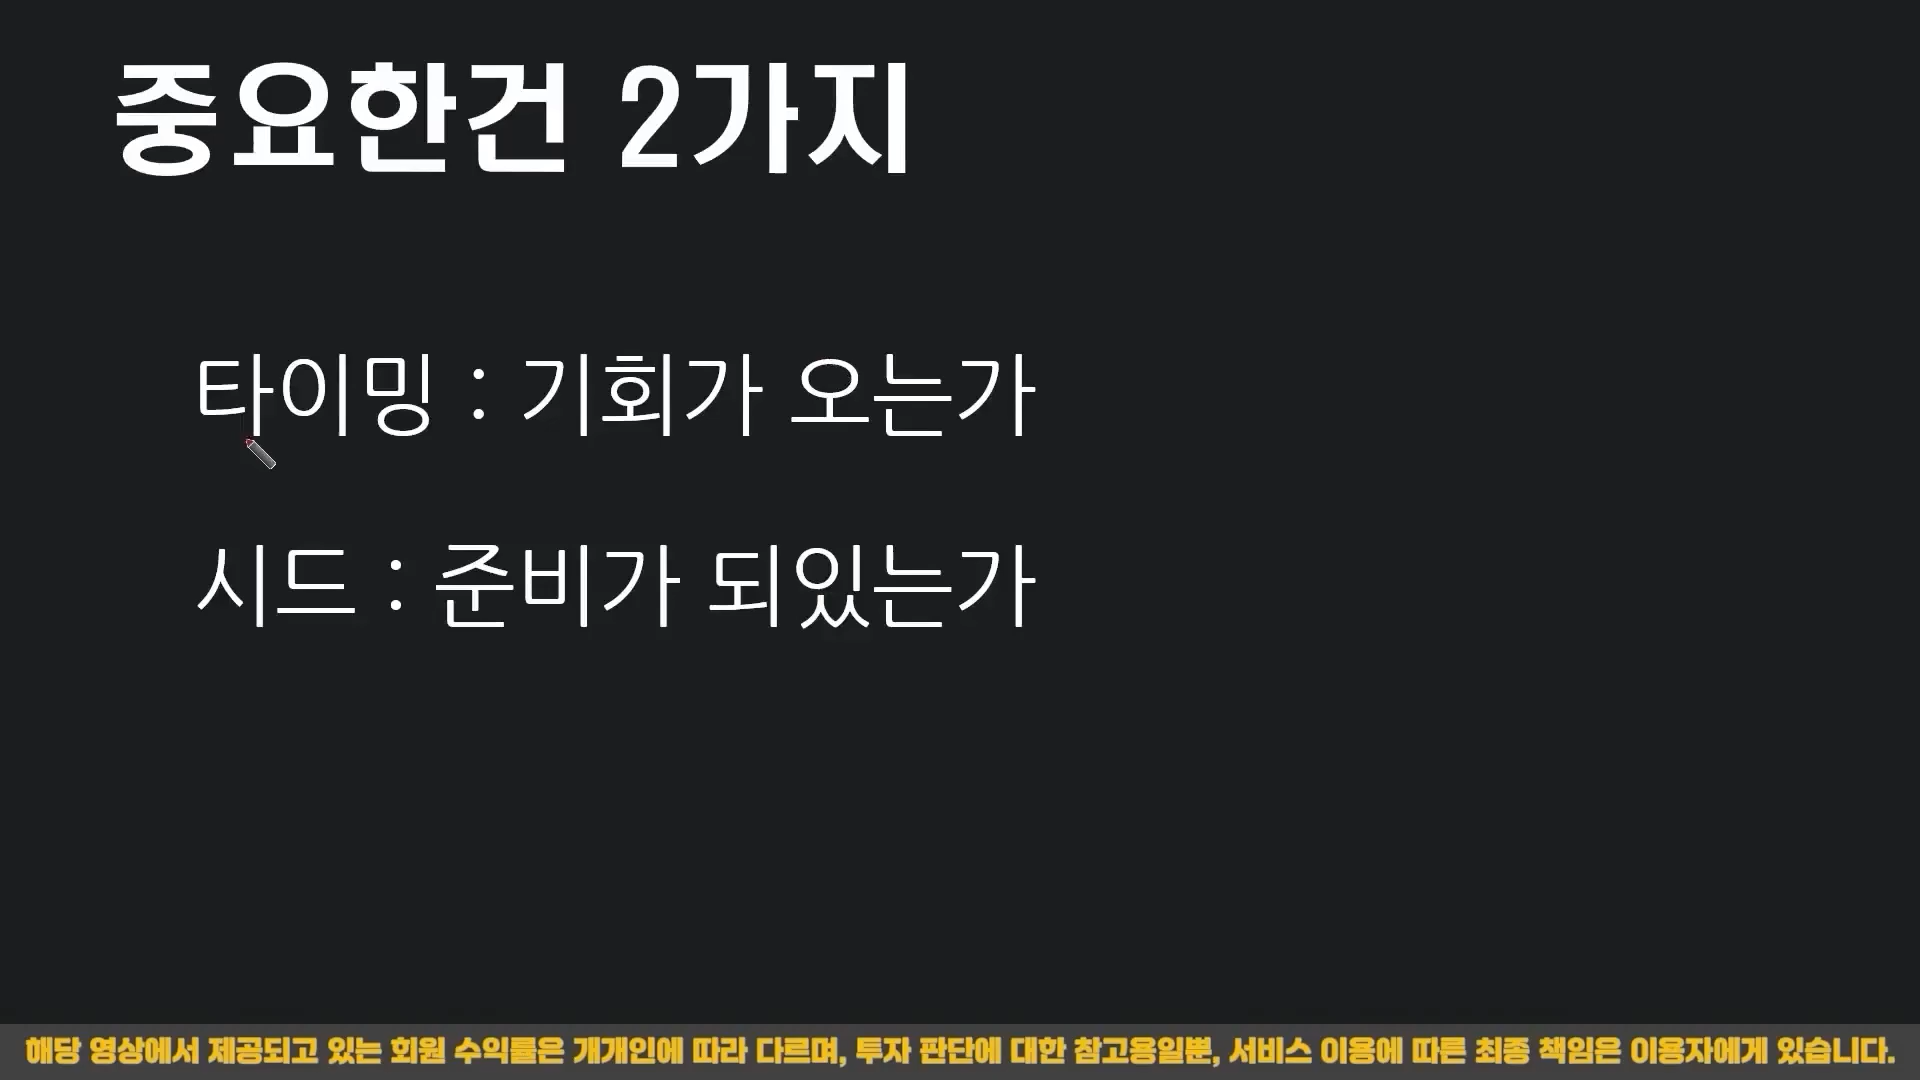 중요한건 2가지
타이밍 : 기회가 오는가
시드 : 준비가 되있는가
해당 영상에서 제공되고 있는 회원 수익률은 개개인에 따라 다르며, 투자 판단에 대한 참고용일뿐, 서비스 이용에 따른 최종 책임은 이용자에게 있습니다.